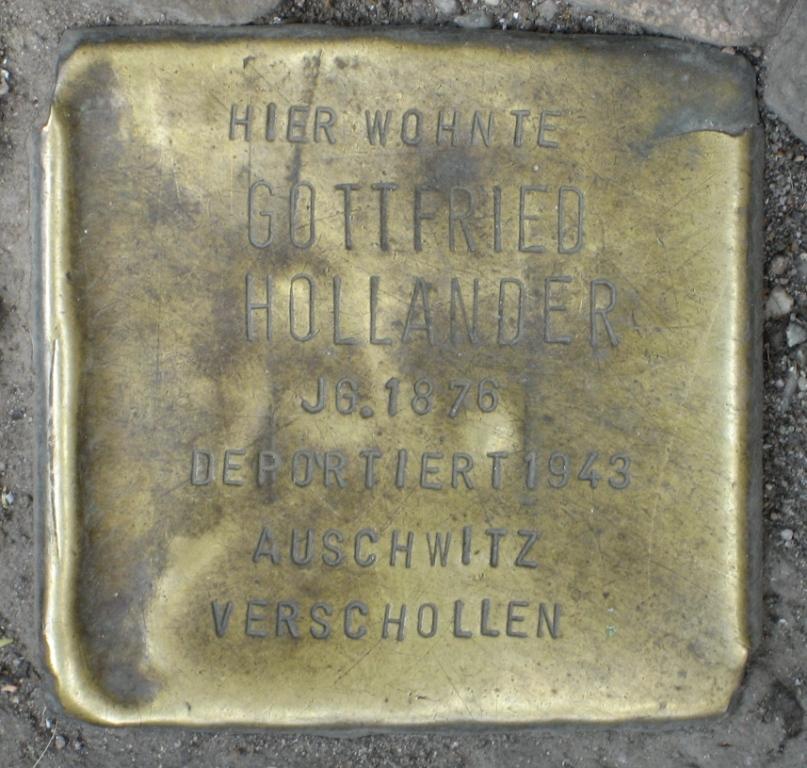 HIER WOHNTE
GOTTFRIED
HOLLANDER
JG. 1876
DEPORTIERT 1943
AUSCHWITZ
VERSCHOLLEN